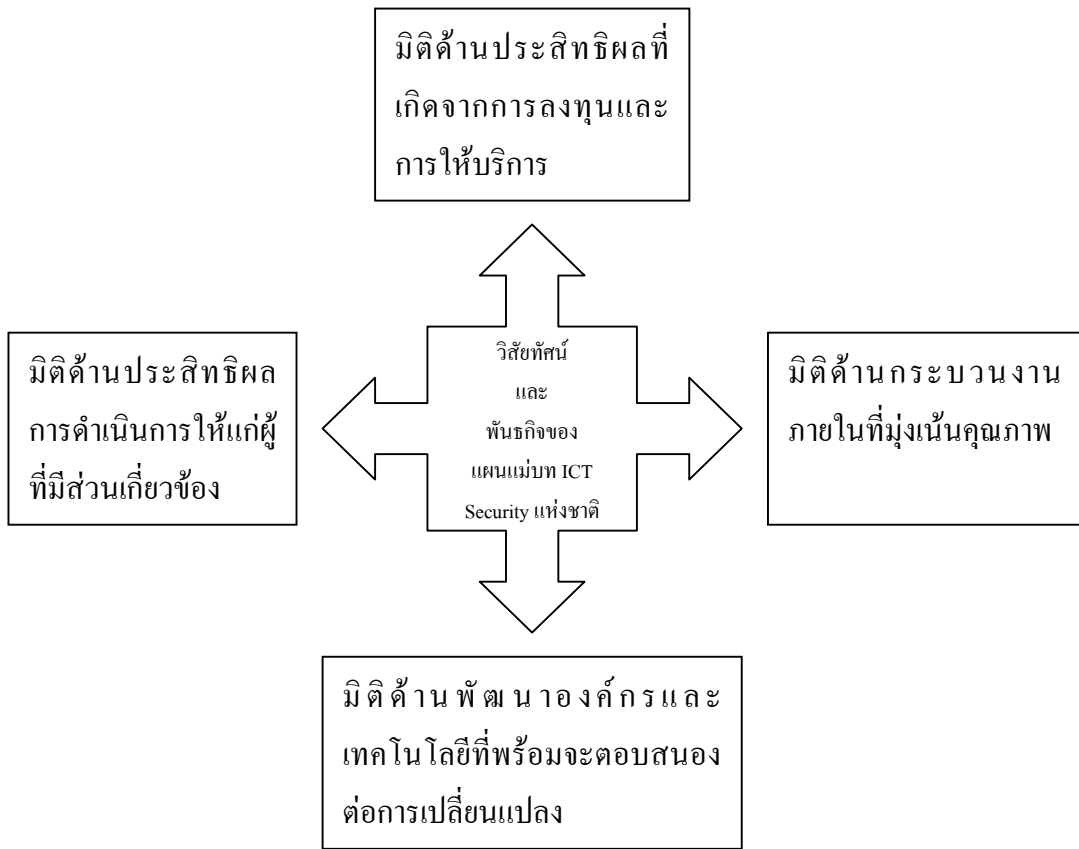 มิติด้านประสิทธิผลที่
เกิดจากการลงทุนและ
การให้บริการ
มิติด้านประสิทธิผล
การดำเนินการให้แก่ผู้
ที่มีส่วนเกี่ยวข้อง
วิสัยทัศน์
และ
พันธกิจของ
แผนแม่บท ICT
Security แห่งชาติ
มิติด้านกระบวนงาน
ภายในที่มุ่งเน้นคุณภาพ
มิติด้านพัฒนาองค์กรและ
เทคโนโลยีที่พร้อมจะตอบสนอง
ต่อการเปลี่ยนแปลง